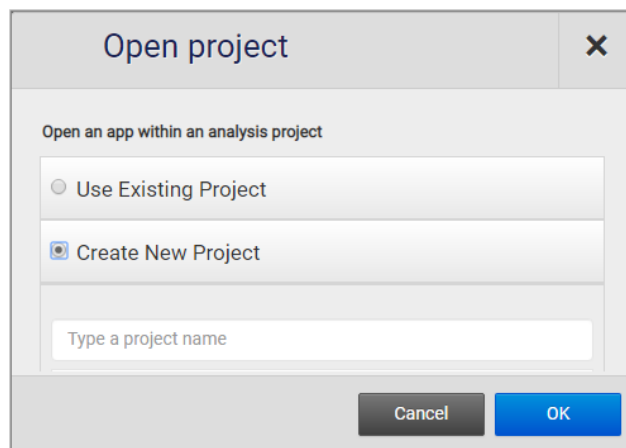 Open project
Open an app within an analysis project
Use Existing Project
Create New Project
Type a project name
Cancel
OK